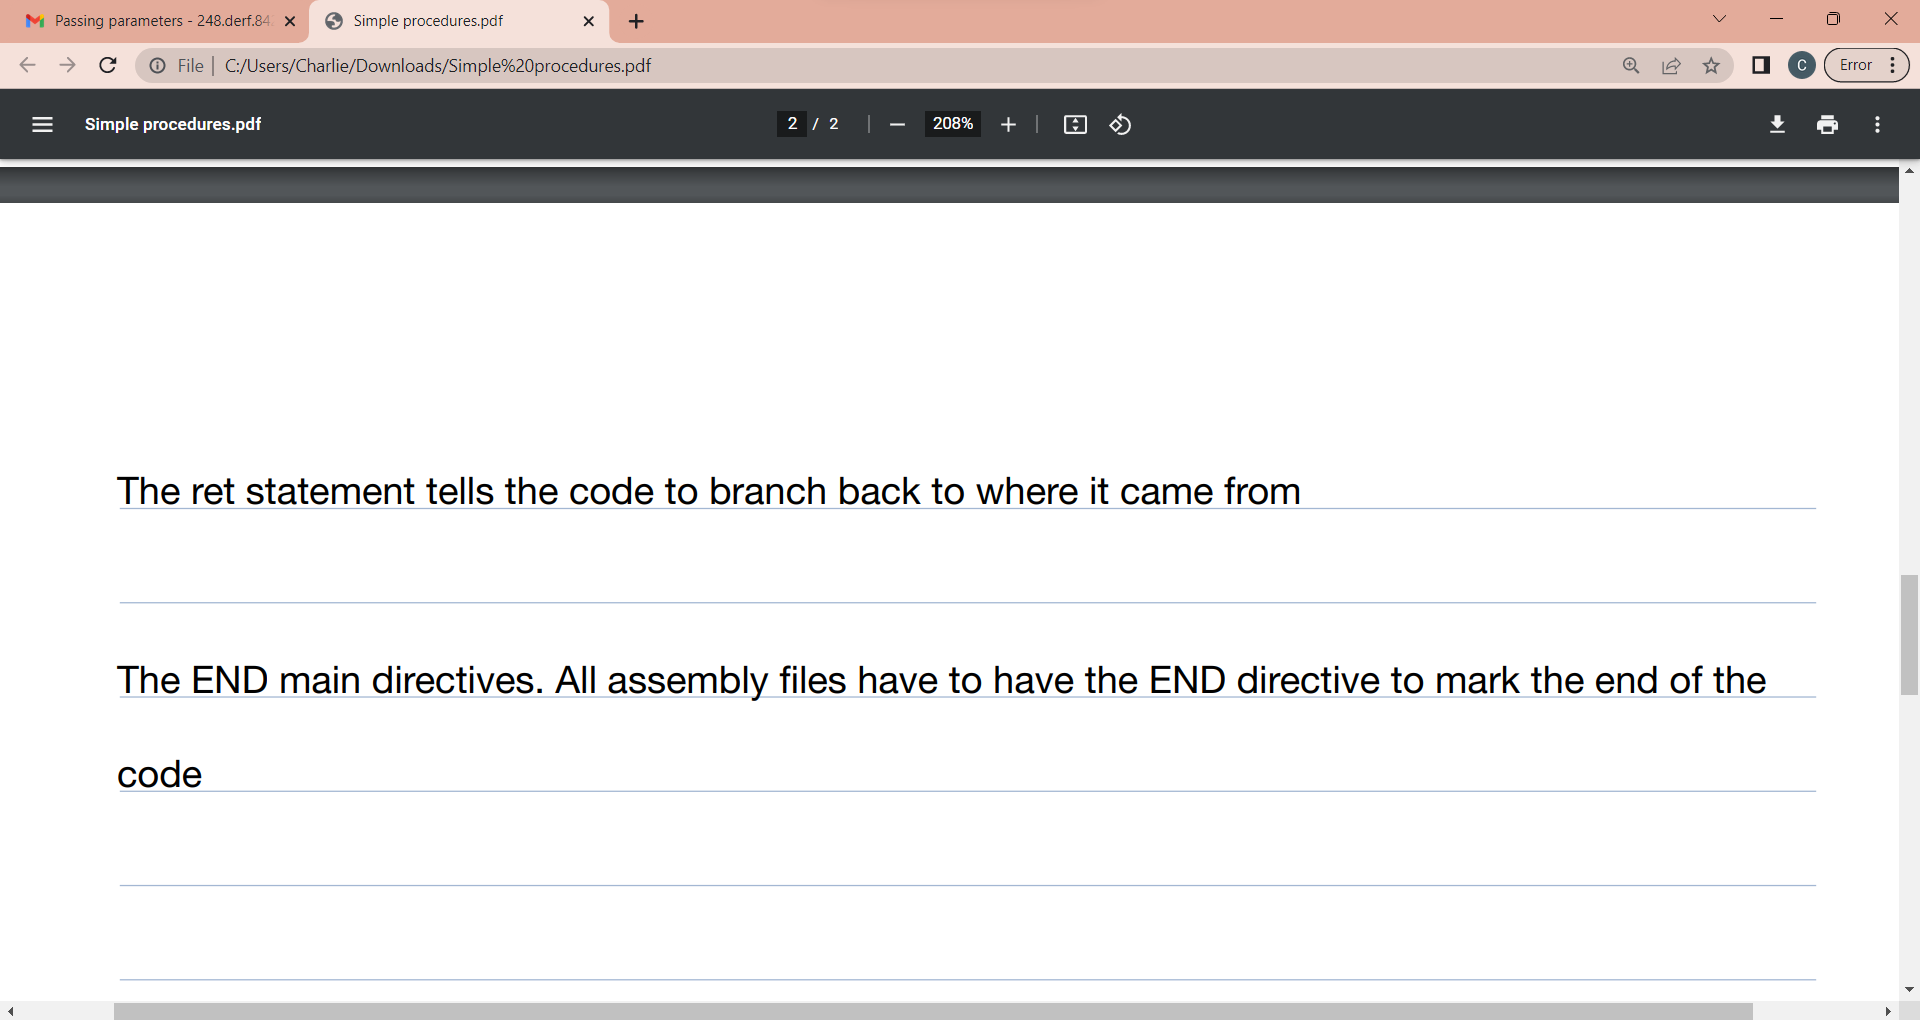 Passing parameters - 248.derf.84
Simple procedures.pdf
File
C:/Users/Charlie/Downloads/Simple%20procedures.pdf
C
Error
Simple procedures.pdf
2 / 2
208%
The ret statement tells the code to branch back to where it came from
The END main directives. All assembly files have to have the END directive to mark the end of the
code